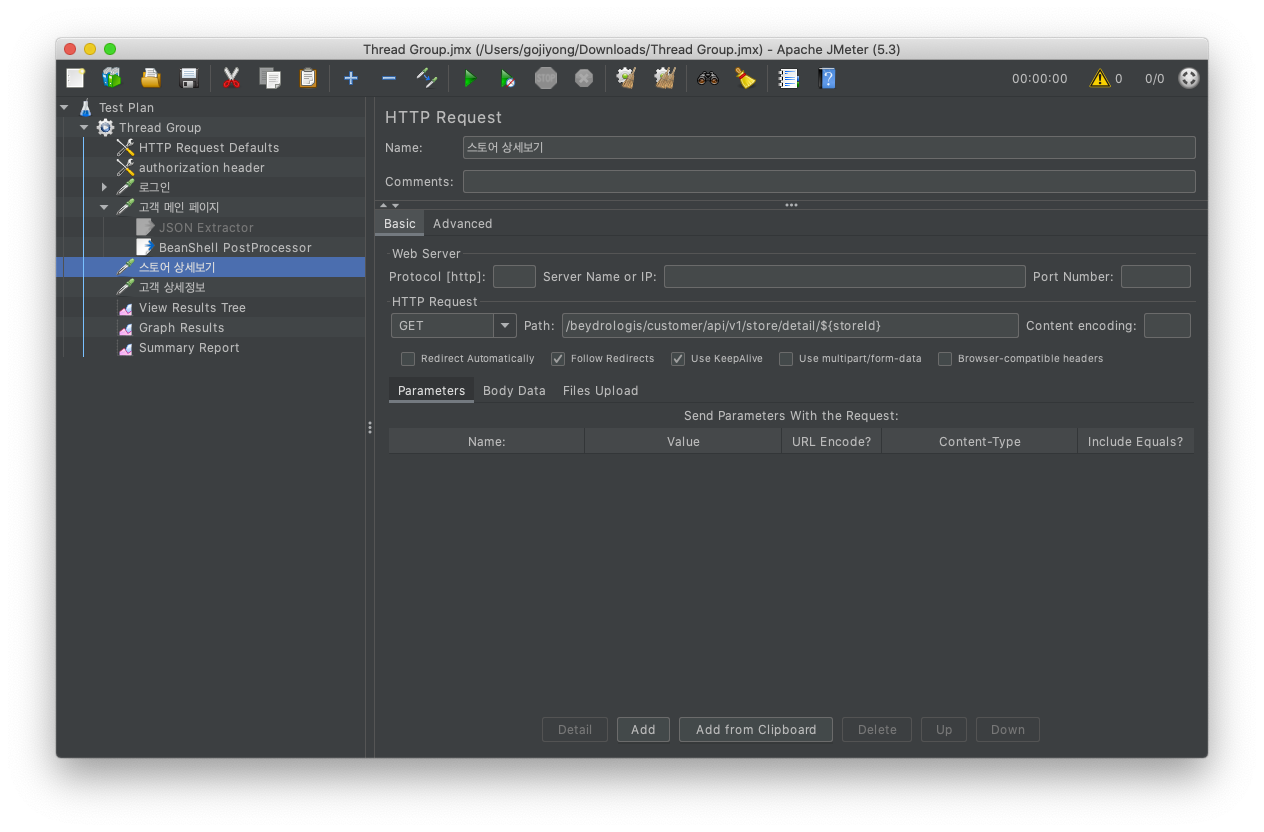 Thread Group.jmx (/Users/gojiyong/Downloads/Thread Group.jmx) - Apache JMeter (5.3)
STOP
00:00:00
0
0/0
?
Test Plan
Thread Group
HTTP Request Defaults
authorization header
로그인
고객 메인 페이지
JSON Extractor
BeanShell PostProcessor
스토어 상세보기
고객 상세정보
View Results Tree
Graph Results
Summary Report
HTTP Request
Name: 스토어 상세보기
Comments:
Basic Advanced
Web Server
Protocol [http]: Server Name or IP: Port Number:
HTTP Request
GET Path: /beydrologis/customer/api/v1/store/detail/${storeId} Content encoding:
Redirect Automatically Follow Redirects Use KeepAlive Use multipart/form-data Browser-compatible headers
Parameters Body Data Files Upload
Send Parameters With the Request:
Name: Value URL Encode? Content-Type Include Equals?
Detail Add Add from Clipboard Delete Up Down